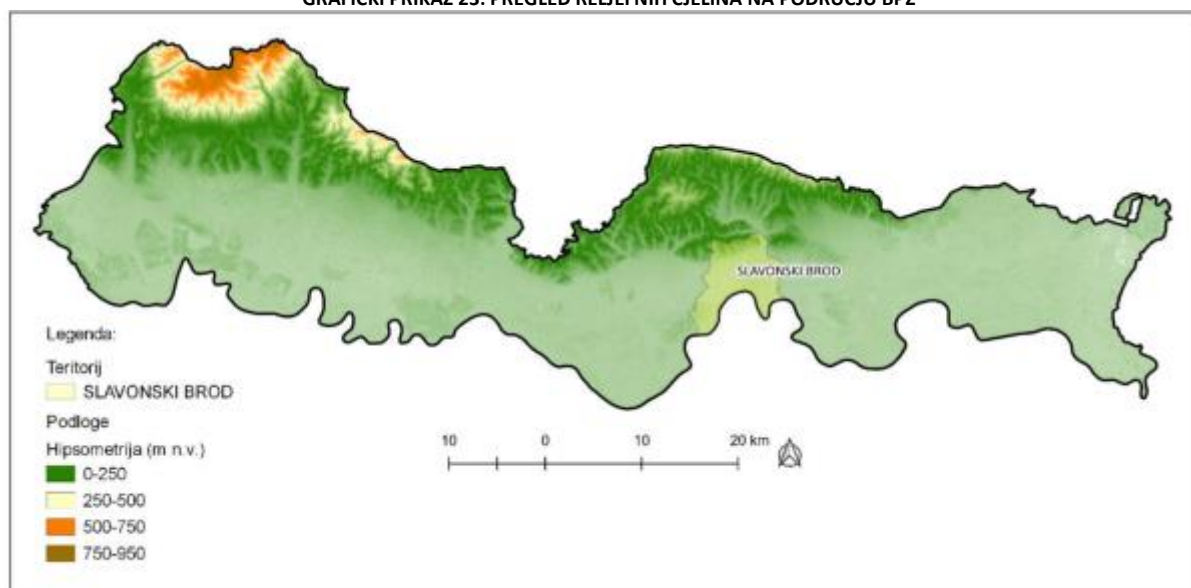 GRAFIČKI PRIKAZ 23. PREGLED RELJEFNIH CJELINA NA PODRUČJU BPŽ
SLAVONSKI BROD
Legenda:
Teritorij
SLAVONSKI BROD
Podloge
Hipsometrija (m n.v.)
0-250
250-500
500-750
750-950
10 0 10 20 km